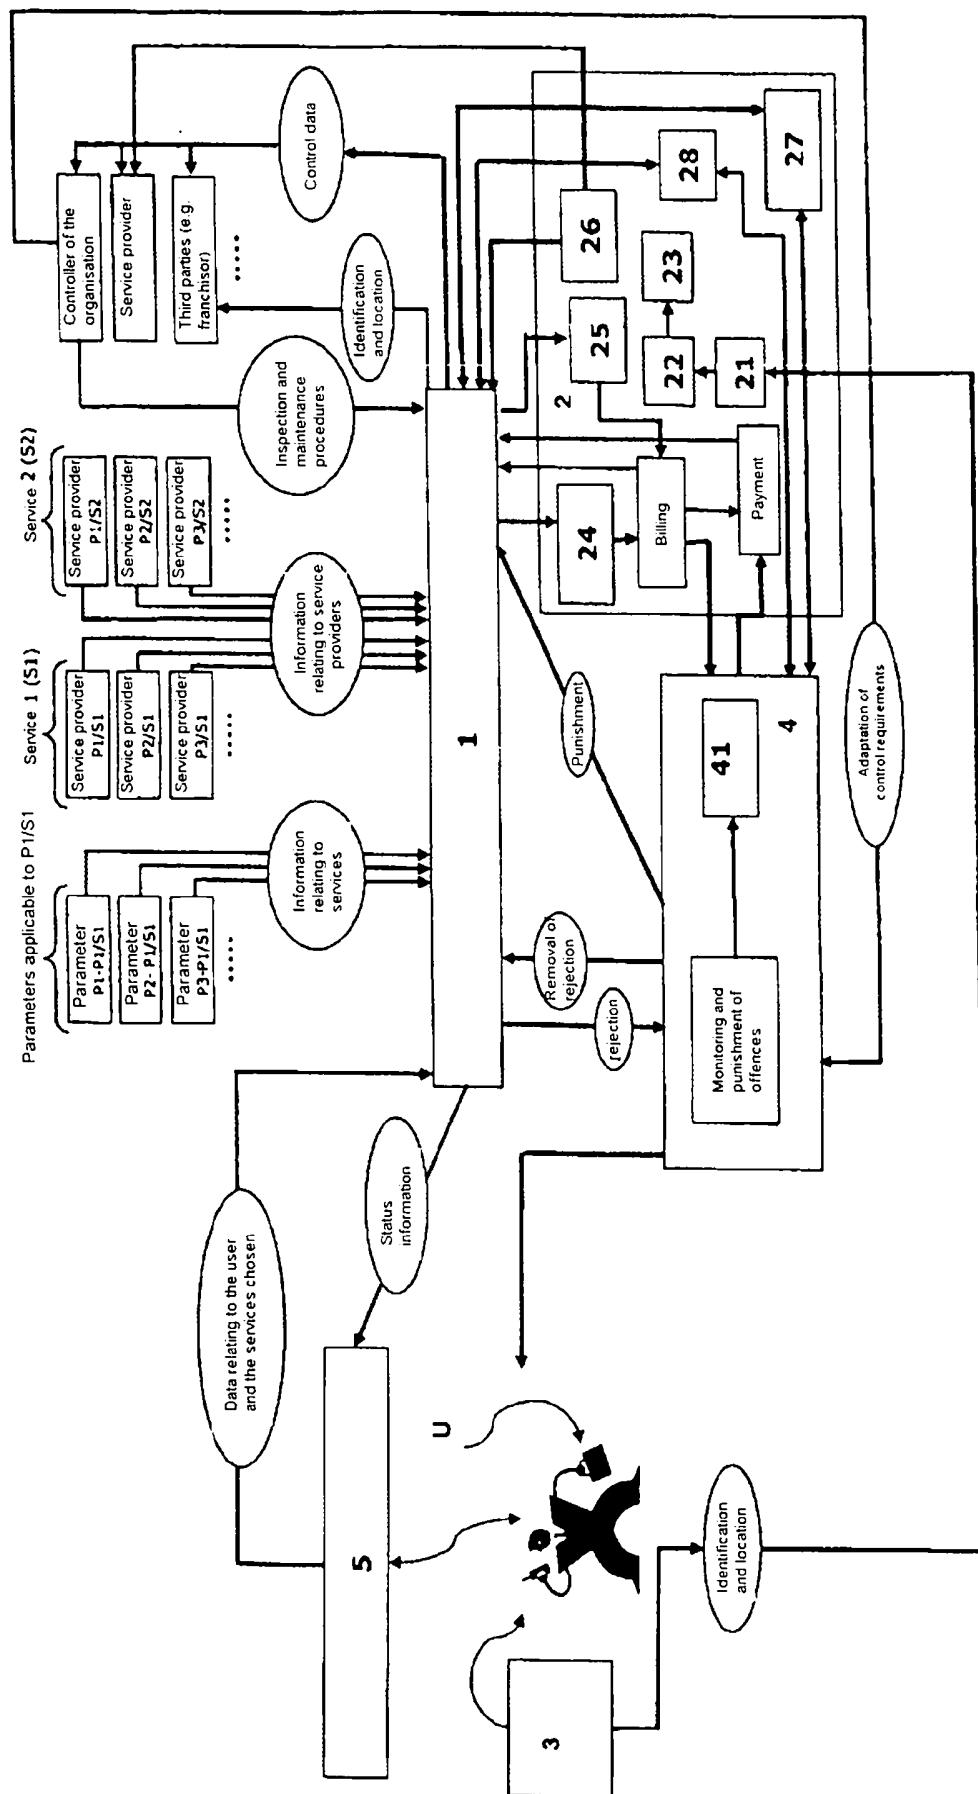 Parameters applicable to P1/S1
Service 1 (S1)
Service 2 (S2)
Parameter
P1-P1/S1
Parameter
P2- P1/S1
Parameter
P3-P1/S1
.....
Service provider
P1/S1
Service provider
P2/S1
Service provider
P3/S1
.....
Service provider
P1/S2
Service provider
P2/S2
Service provider
P3/S2
.....
Controller of the
organisation
Service provider
Third parties (e.g.
franchisor)
.....
Data relating to the user
and the services chosen
Information
relating to
services
Information
relating to service
providers
Inspection and
maintenance
procedures
Identification
and location
Control data
Status
information
5
1
U
rejection
Removal of
rejection
Punishment
2
24
25
26
Billing
22
23
28
Payment
21
27
3
Monitoring and
punishment of
offences
41
4
Identification
and location
Adaptation of
control requirements